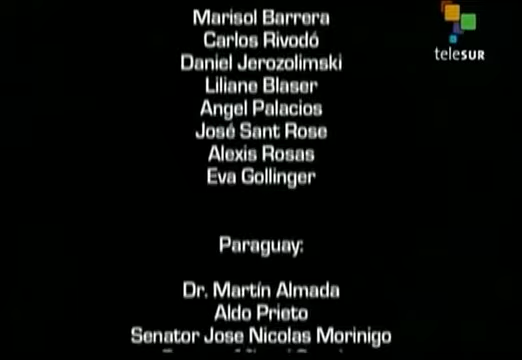 Marisol Barrera
Carlos Rivodó
Daniel Jerozolimski
Liliane Blaser
Angel Palacios
José Sant Rose
Alexis Rosas
Eva Gollinger
teleSUR
Paraguay:
Dr. Martín Almada
Aldo Prieto
Senator Jose Nicolas Morinigo